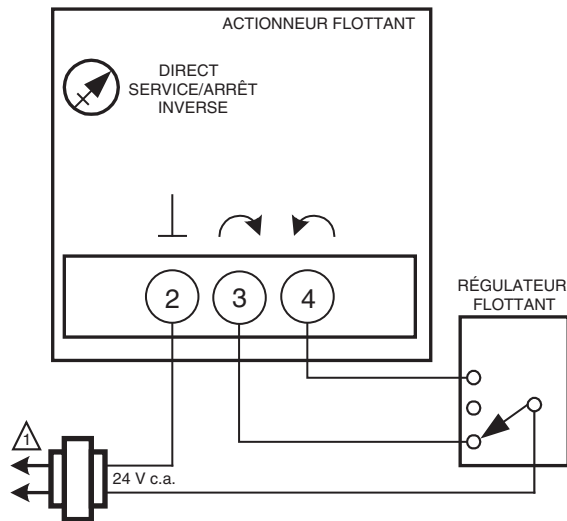 ACTIONNEUR FLOTTANT
DIRECT
SERVICE/ARRÊT
INVERSE
2
3
4
RÉGULATEUR
FLOTTANT
1
24 V c.a.